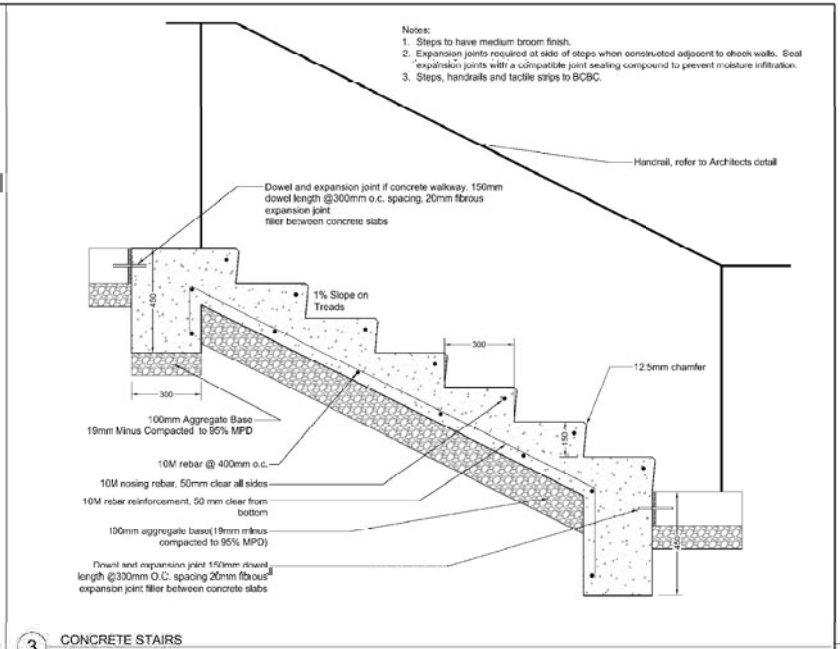 Notes:
1. Steps to have medium broom finish.
2. Expansion joints required at side of steps when constructed adjacent to cheek walls. Seal
expansion joints with a compatible joint sealing compound to prevent moisture infiltration.
3. Steps, handrails and tactile strips to BCBC.
Handrail, refer to Architects detail
Dowel and expansion joint if concrete walkway. 150mm
dowel length @300mm o.c. spacing, 20mm fibrous
expansion joint
filler between concrete slabs
450
1% Slope on
Treads
300
12.5mm chamfer
300
100mm Aggregate Base
19mm Minus Compacted to 95% MPD
150
10M rebar @ 400mm o.c.
10M nosing rebar, 50mm clear all sides
10M rebar reinforcement, 50 mm clear from
bottom
100mm aggregate base(19mm minus
compacted to 95% MPD)
450
Dowel and expansion joint 150mm dowel
length @300mm O.C. spacing 20mm fibrous
expansion joint filler between concrete slabs
3 CONCRETE STAIRS